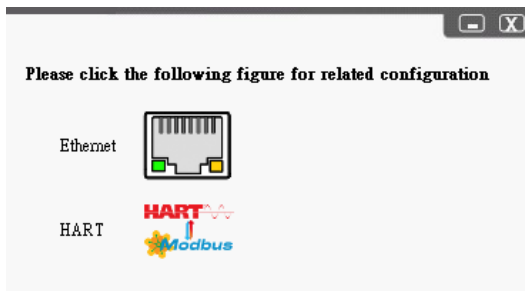 Please click the following figure for related configuration
Ethernet
HART
HART
Modbus